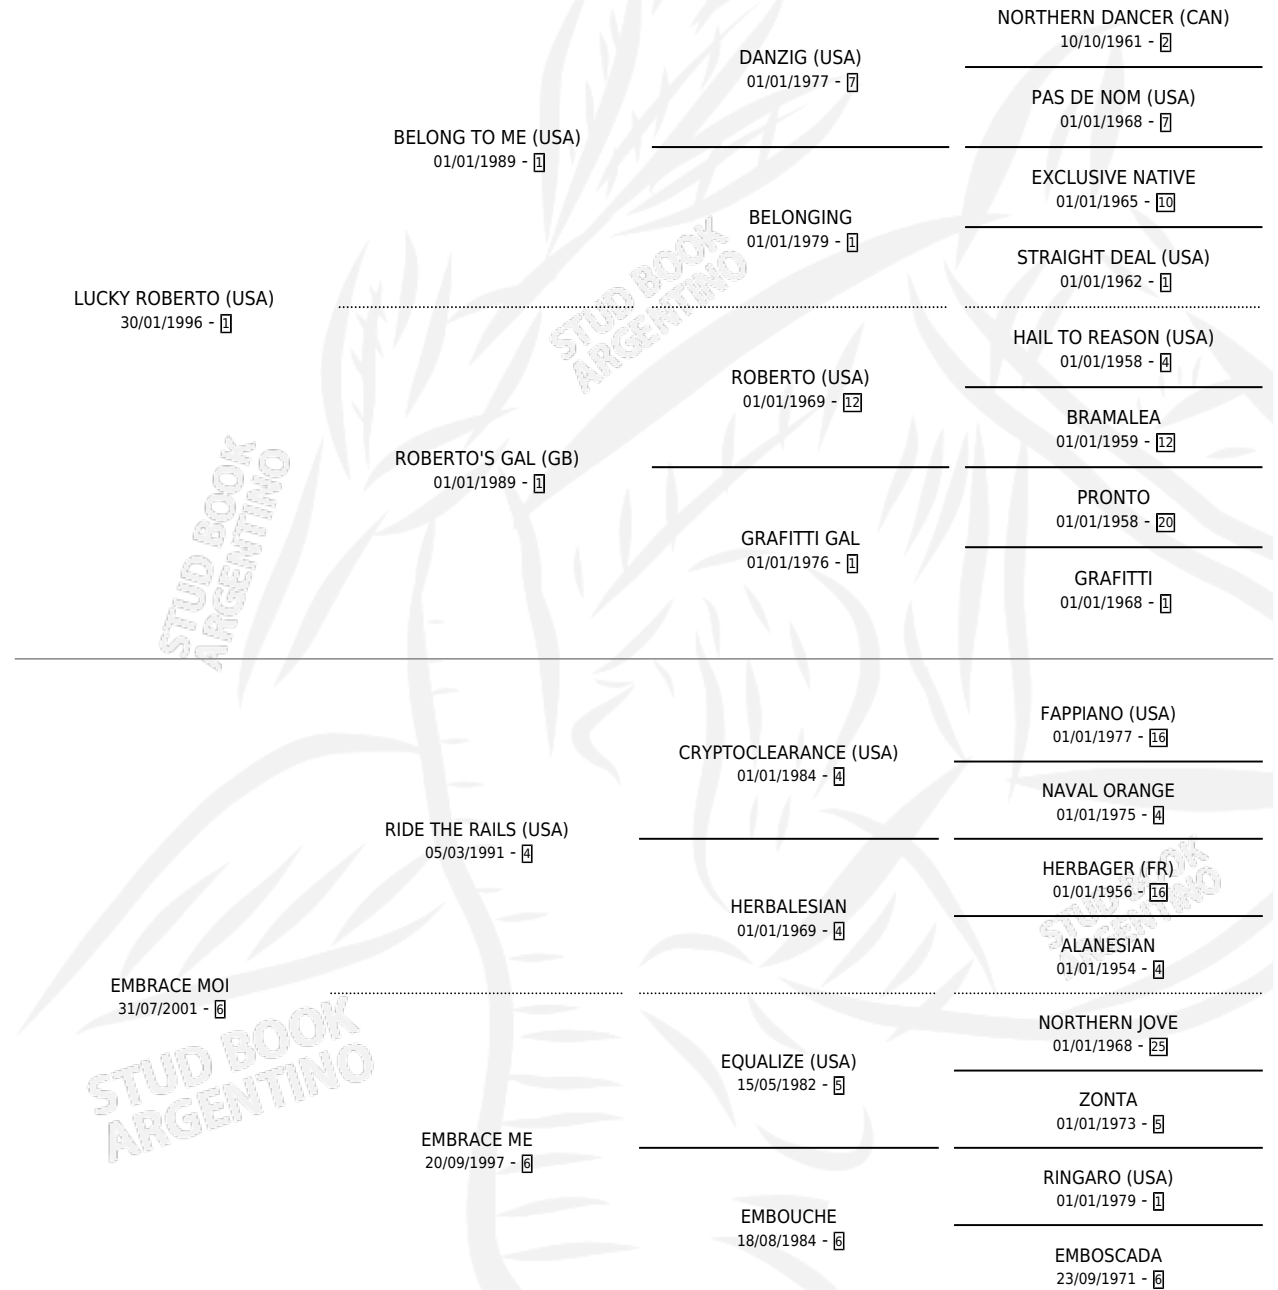 NORTHERN DANCER (CAN)
10/10/1961 - 2
DANZIG (USA)
01/01/1977 - 7
PAS DE NOM (USA)
01/01/1968 - 7
BELONG TO ME (USA)
01/01/1989 - 1
EXCLUSIVE NATIVE
01/01/1965 - 10
BELONGING
01/01/1979 - 1
STRAIGHT DEAL (USA)
01/01/1962 - 1
LUCKY ROBERTO (USA)
30/01/1996 - 1
HAIL TO REASON (USA)
01/01/1958 - 4
ROBERTO (USA)
01/01/1969 - 12
BRAMALEA
01/01/1959 - 12
ROBERTO'S GAL (GB)
01/01/1989 - 1
PRONTO
01/01/1958 - 20
GRAFITTI GAL
01/01/1976 - 1
GRAFITTI
01/01/1968 - 1
FAPPIANO (USA)
01/01/1977 - 16
CRYPTOCLEARANCE (USA)
01/01/1984 - 4
NAVAL ORANGE
01/01/1975 - 4
RIDE THE RAILS (USA)
05/03/1991 - 4
HERBAGER (FR)
01/01/1956 - 16
HERBALESIAN
01/01/1969 - 4
ALANESIAN
01/01/1954 - 4
EMBRACE MOI
31/07/2001 - 6
NORTHERN JOVE
01/01/1968 - 25
EQUALIZE (USA)
15/05/1982 - 5
ZONTA
01/01/1973 - 5
EMBRACE ME
20/09/1997 - 6
RINGARO (USA)
01/01/1979 - 1
EMBOUCHE
18/08/1984 - 6
EMBOSCADA
23/09/1971 - 6
STUD BOOK
ARGENTINO
STUD BOOK
ARGENTINO
STUD BOOK
ARGENTINO
STUD BOOK
ARGENTINO